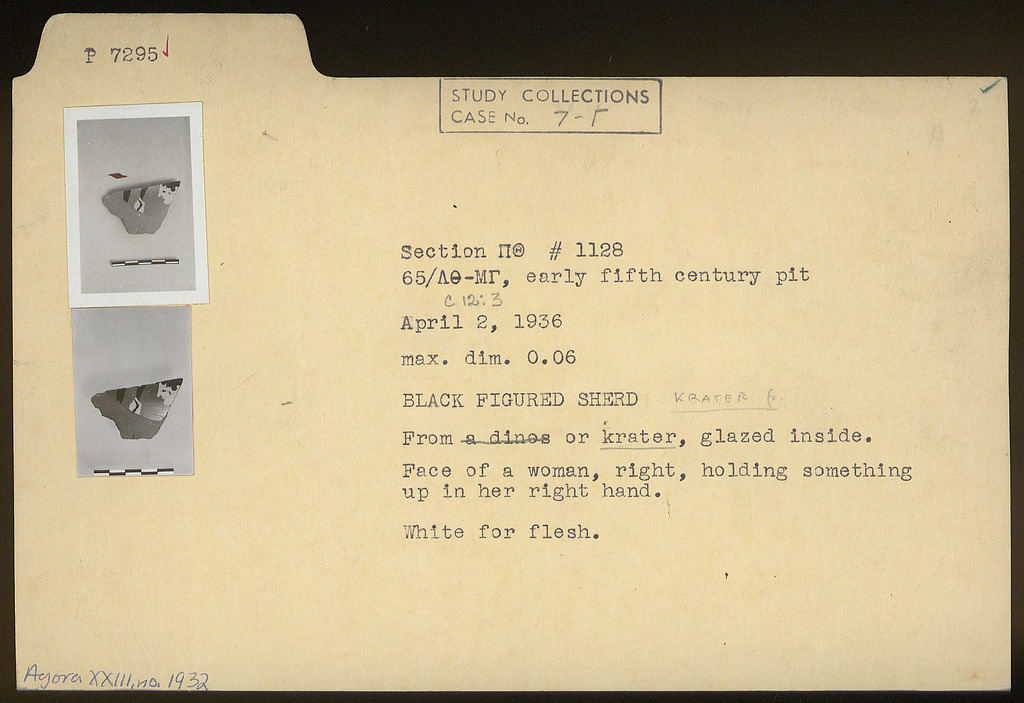 P 7295 ✓
STUDY COLLECTIONS
CASE No. 7-Γ
Section ΠΘ # 1128
65/ΛΘ-ΜΓ, early fifth century pit
C 12:3
April 2, 1936
max. dim. 0.06
BLACK FIGURED SHERD KRATER
From a dinos or krater, glazed inside.
Face of a woman, right, holding something
up in her right hand.
White for flesh.
Agora XXIII, no. 1932